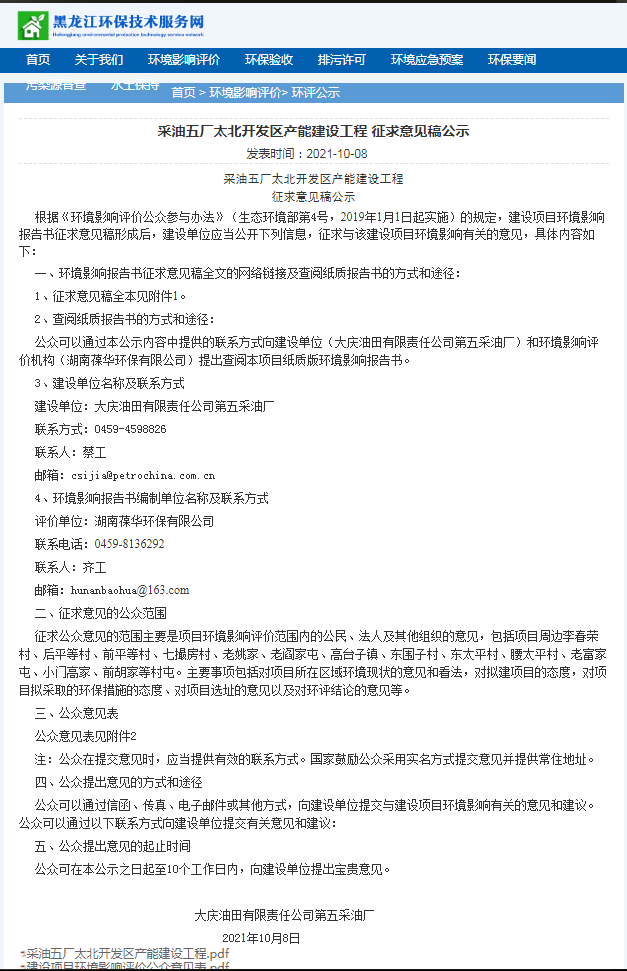 黑龙江环保技术服务网
Heilongjiang environmental protection technology service network
首页 关于我们 环境影响评价 环保验收 排污许可 环境应急预案 环保要闻
污染源普查 水土保持 首页 > 环境影响评价> 环评公示
采油五厂太北开发区产能建设工程 征求意见稿公示
发表时间：2021-10-08
采油五厂太北开发区产能建设工程
征求意见稿公示
根据《环境影响评价公众参与办法》（生态环境部第4号，2019年1月1日起实施）的规定，建设项目环境影响
报告书征求意见稿形成后，建设单位应当公开下列信息，征求与该建设项目环境影响有关的意见，具体内容如
下：
一、环境影响报告书征求意见稿全文的网络链接及查阅纸质报告书的方式和途径：
1、征求意见稿全本见附件1。
2、查阅纸质报告书的方式和途径：
公众可以通过本公示内容中提供的联系方式向建设单位（大庆油田有限责任公司第五采油厂）和环境影响评
价机构（湖南葆华环保有限公司）提出查阅本项目纸质版环境影响报告书。
3、建设单位名称及联系方式
建设单位：大庆油田有限责任公司第五采油厂
联系方式：0459-4598826
联系人：蔡工
邮箱：csijia@petrochina.com.cn
4、环境影响报告书编制单位名称及联系方式
评价单位：湖南葆华环保有限公司
联系电话：0459-8136292
联系人：齐工
邮箱：hunanbaohua@163.com
二、征求意见的公众范围
征求公众意见的范围主要是项目环境影响评价范围内的公民、法人及其他组织的意见，包括项目周边李春荣
村、后平等村、前平等村、七撮房村、老姚家、老阎家屯、高台子镇、东围子村、东太平村、腰太平村、老富家
屯、小门高家、前胡家等村屯。主要事项包括对项目所在区域环境现状的意见和看法，对拟建项目的态度，对项
目拟采取的环保措施的态度、对项目选址的意见以及对环评结论的意见等。
三、公众意见表
公众意见表见附件2
注：公众在提交意见时，应当提供有效的联系方式。国家鼓励公众采用实名方式提交意见并提供常住地址。
四、公众提出意见的方式和途径
公众可以通过信函、传真、电子邮件或其他方式，向建设单位提交与建设项目环境影响有关的意见和建议。
公众可以通过以下联系方式向建设单位提交有关意见和建议：
五、公众提出意见的起止时间
公众可在本公示之日起至10个工作日内，向建设单位提出宝贵意见。
大庆油田有限责任公司第五采油厂
2021年10月8日
采油五厂太北开发区产能建设工程.pdf
建设项目环境影响评价公众意见表.pdf